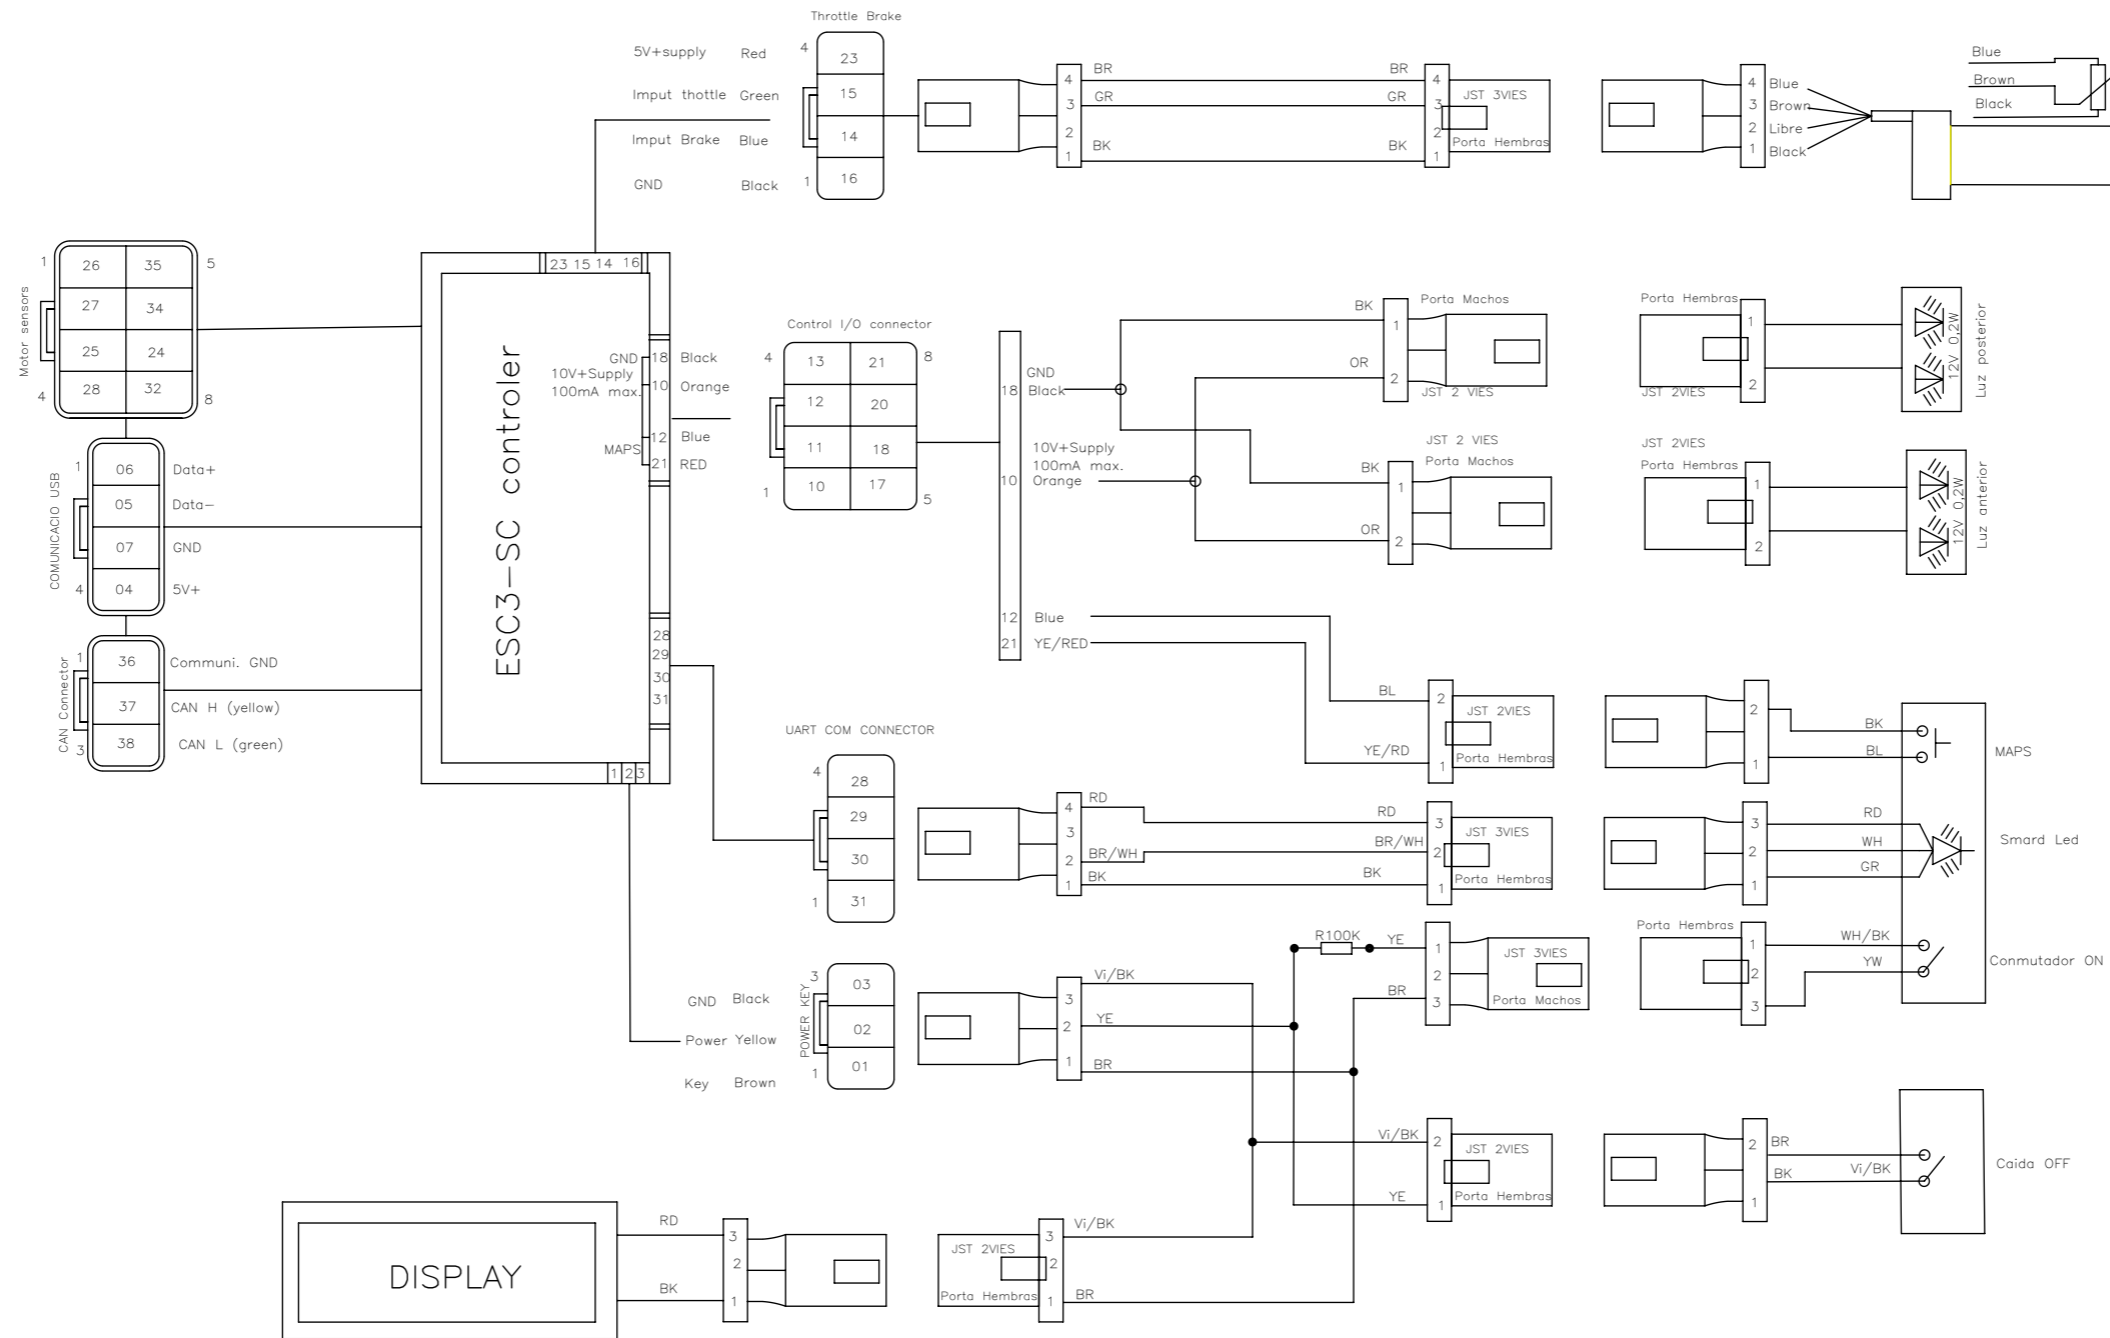 Throttle Brake
5V+supply Red 4 23
Imput thottle Green 15
Imput Brake Blue 14
GND Black 1 16
4 BR BR 4
3 GR GR 3
2 2
1 BK BK 1
JST 3VIES
Porta Hembras
4 Blue
3 Brown
2 Libre
1 Black
Blue
Brown
Black
Motor sensors
1 26 35 5
27 34
25 24
4 28 32 8
COMUNICACIO USB
1 06 Data+
05 Data-
07 GND
4 04 5V+
CAN Connector
1 36 Communi. GND
37 CAN H (yellow)
3 38 CAN L (green)
ESC3-SC controler
23 15 14 16
GND 18 Black
10V+Supply
100mA max. 10 Orange
12 Blue
MAPS
21 RED
28
29
30
31
1 2 3
Control I/O connector
4 13 21 8
12 20
11 18
1 10 17 5
GND
18 Black
10V+Supply
100mA max.
10 Orange
12 Blue
21 YE/RED
BK 1 Porta Machos
OR 2 JST 2 VIES
JST 2 VIES
Porta Machos
BK 1
OR 2
Porta Hembras
1
2
JST 2VIES
12V 0,2W
Luz posterior
JST 2VIES
Porta Hembras
1
2
12V 0,2W
Luz anterior
BL 2 JST 2VIES
YE/RD 1 Porta Hembras
2 BK
1 BL
MAPS
UART COM CONNECTOR
4 28
29
30
1 31
4 RD RD 3
3
2 BR/WH BR/WH 2
1 BK BK 1
JST 3VIES
Porta Hembras
3 RD
2 WH
1 GR
Smard Led
R100K YE 1
2
BR 3
JST 3VIES
Porta Machos
Porta Hembras
1 WH/BK
2 YW
3
Conmutador ON
POWER KEY
3 03
GND Black
02
Power Yellow
1 01
Key Brown
3 Vi/BK
2 YE
1 BR
Vi/BK 2 JST 2VIES
YE 1 Porta Hembras
2 BR
BK Vi/BK
1
Caida OFF
DISPLAY
RD 3
2
BK 1
JST 2VIES
Porta Hembras
3 Vi/BK
2
1 BR